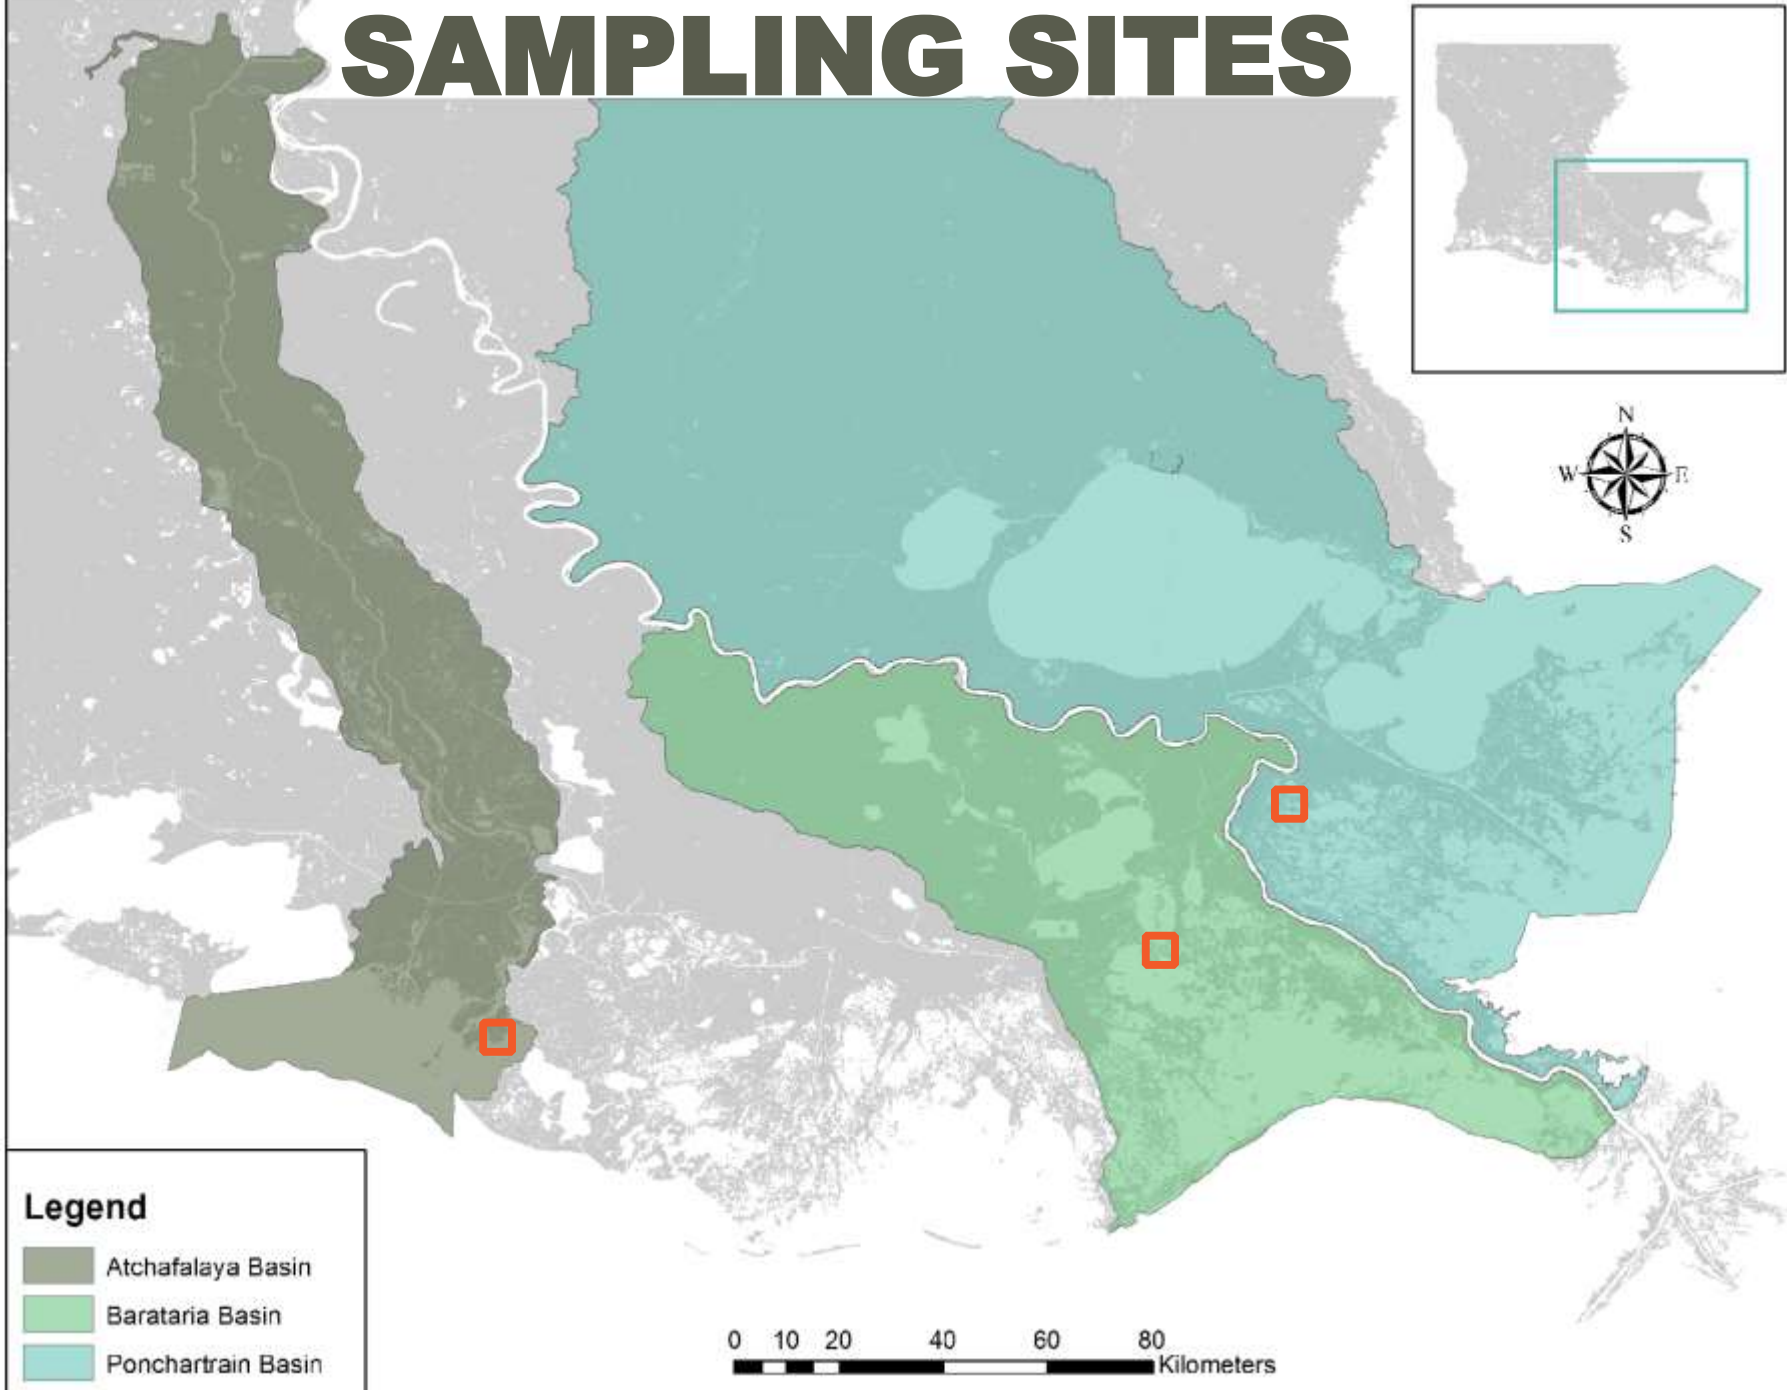 SAMPLING SITES
N
W
E
S
Legend
Atchafalaya Basin
Barataria Basin
Ponchartrain Basin
0 10 20 40 60 80
Kilometers